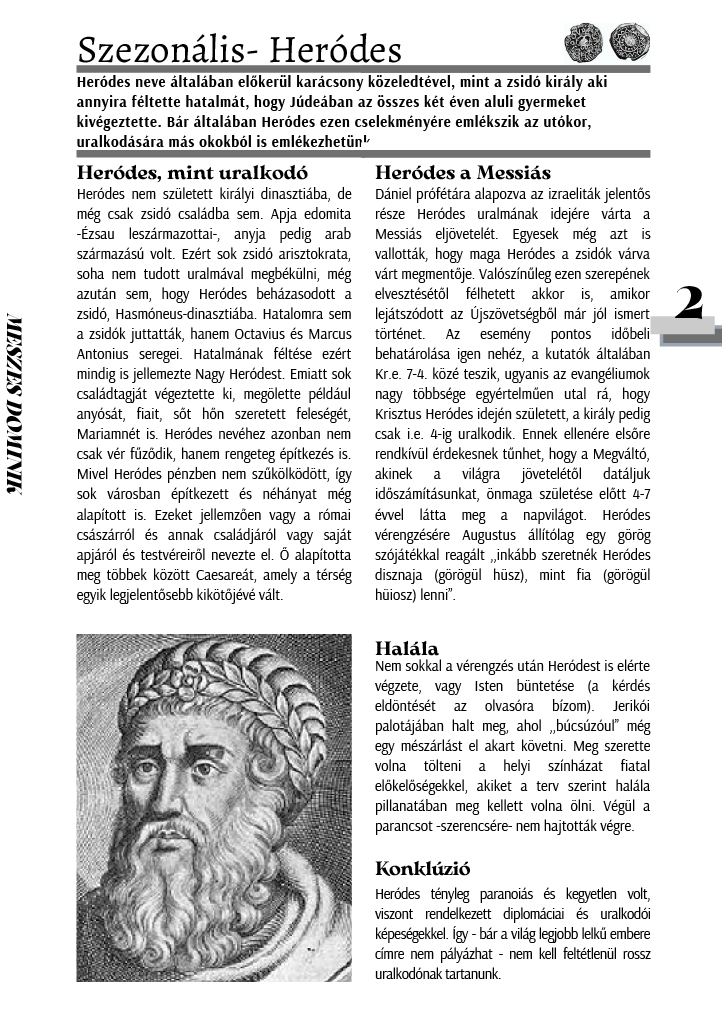 Szezonális- Heródes
Heródes neve általában előkerül karácsony közeledtével, mint a zsidó király aki
annyira féltette hatalmát, hogy Júdeában az összes két éven aluli gyermeket
kivégeztette. Bár általában Heródes ezen cselekményére emlékszik az utókor,
uralkodására más okokból is emlékezhetünk
Heródes, mint uralkodó
Heródes nem született királyi dinasztiába, de
még csak zsidó családba sem. Apja edomita
-Ézsau leszármazottai-, anyja pedig arab
származású volt. Ezért sok zsidó arisztokrata,
soha nem tudott uralmával megbékülni, még
azután sem, hogy Heródes beházasodott a
zsidó, Hasmóneus-dinasztiába. Hatalomra sem
a zsidók juttatták, hanem Octavius és Marcus
Antonius seregei. Hatalmának féltése ezért
mindig is jellemezte Nagy Heródest. Emiatt sok
családtagját végeztette ki, megölette például
anyósát, fiait, sőt hőn szeretett feleségét,
Mariamnét is. Heródes nevéhez azonban nem
csak vér fűződik, hanem rengeteg építkezés is.
Mivel Heródes pénzben nem szűkölködött, így
sok városban építkezett és néhányat még
alapított is. Ezeket jellemzően vagy a római
császárról és annak családjáról vagy saját
apjáról és testvéreiről nevezte el. Ő alapította
meg többek között Caesareát, amely a térség
egyik legjelentősebb kikötőjévé vált.
Heródes a Messiás
Dániel prófétára alapozva az izraeliták jelentős
része Heródes uralmának idejére várta a
Messiás eljövetelét. Egyesek még azt is
vallották, hogy maga Heródes a zsidók várva
várt megmentője. Valószínűleg ezen szerepének
elvesztésétől félhetett akkor is, amikor
lejátszódott az Újszövetségből már jól ismert
történet. Az esemény pontos időbeli
behatárolása igen nehéz, a kutatók általában
Kr.e. 7-4. közé teszik, ugyanis az evangéliumok
nagy többsége egyértelműen utal rá, hogy
Krisztus Heródes idején született, a király pedig
csak i.e. 4-ig uralkodik. Ennek ellenére elsőre
rendkívül érdekesnek tűnhet, hogy a Megváltó,
akinek a világra jövetelétől datáljuk
időszámításunkat, önmaga születése előtt 4-7
évvel látta meg a napvilágot. Heródes
vérengzésére Augustus állítólag egy görög
szójátékkal reagált ,,inkább szeretnék Heródes
disznaja (görögül hüsz), mint fia (görögül
hüiosz) lenni”.
Halála
Nem sokkal a vérengzés után Heródest is elérte
végzete, vagy Isten büntetése (a kérdés
eldöntését az olvasóra bízom). Jerikói
palotájában halt meg, ahol ,,búcsúzóul” még
egy mészárlást el akart követni. Meg szerette
volna tölteni a helyi színházat fiatal
előkelőségekkel, akiket a terv szerint halála
pillanatában meg kellett volna ölni. Végül a
parancsot -szerencsére- nem hajtották végre.
Konklúzió
Heródes tényleg paranoiás és kegyetlen volt,
viszont rendelkezett diplomáciai és uralkodói
képeségekkel. Így - bár a világ legjobb lelkű embere
címre nem pályázhat - nem kell feltétlenül rossz
uralkodónak tartanunk.
2
MESZES DOMINIK